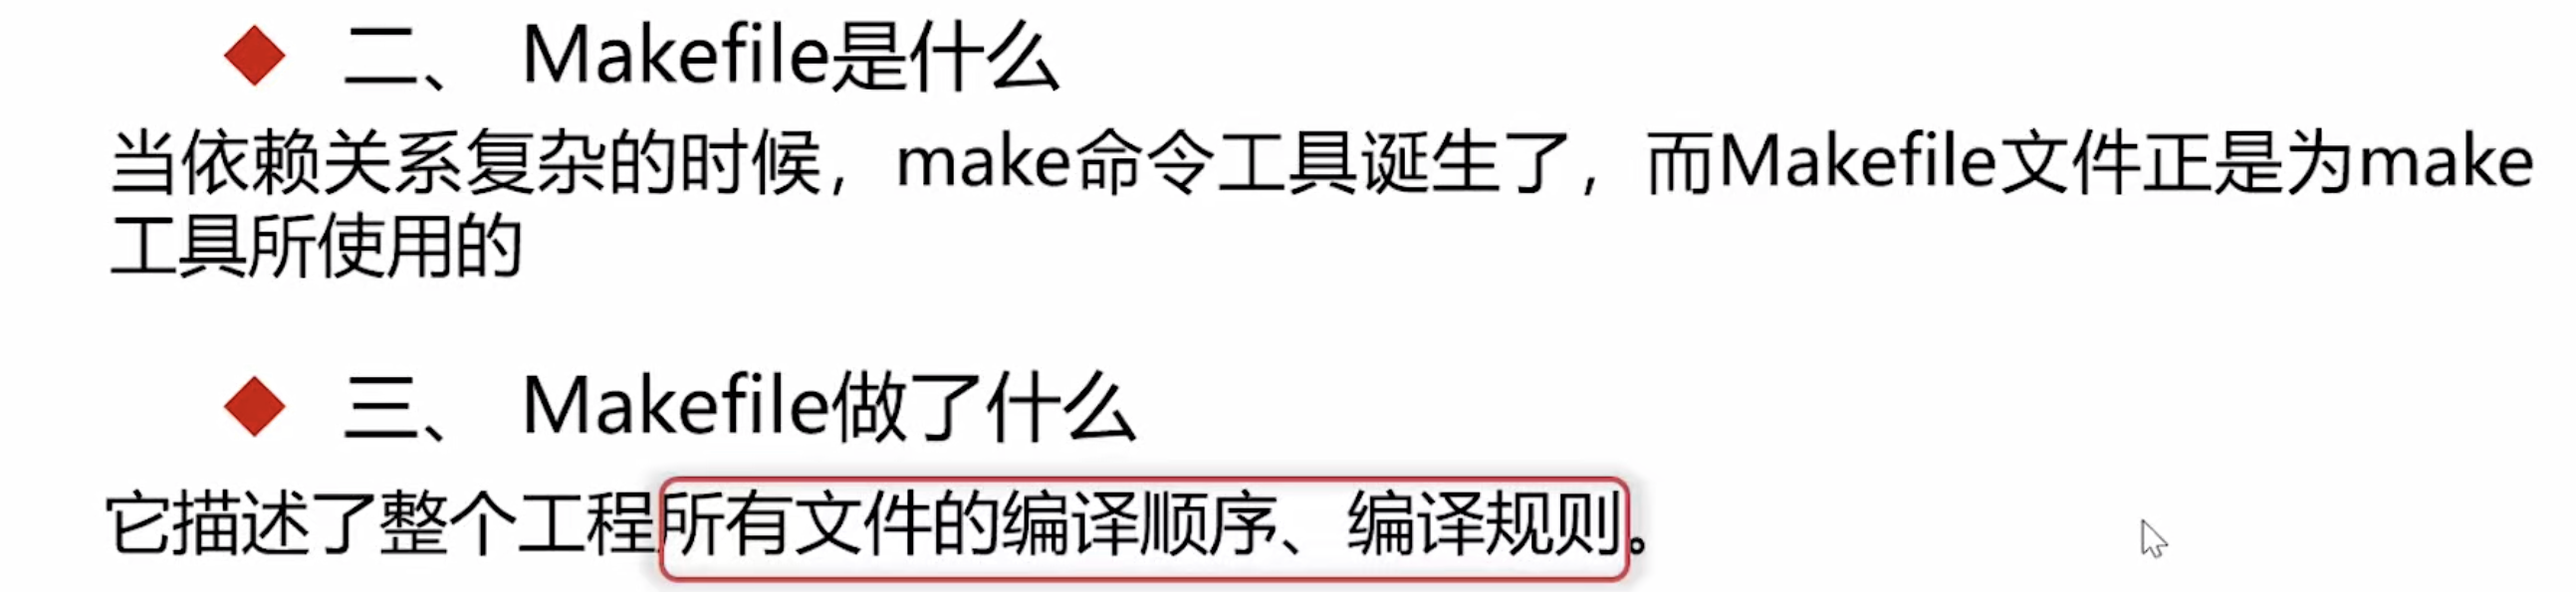 二、 Makefile是什么
当依赖关系复杂的时候，make命令工具诞生了，而Makefile文件正是为make
工具所使用的
三、 Makefile做了什么
它描述了整个工程所有文件的编译顺序、编译规则。